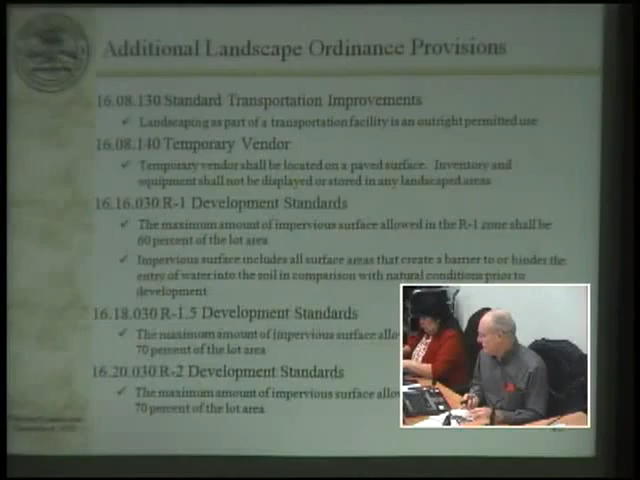 Additional Landscape Ordinance Provisions
16.08.130 Standard Transportation Improvements
✓ Landscaping as part of a transportation facility is an outright permitted use
16.08.140 Temporary Vendor
✓ Temporary vendor shall be located on a paved surface. Inventory and
equipment shall not be displayed or stored in any landscaped areas
16.16.030 R-1 Development Standards
✓ The maximum amount of impervious surface allowed in the R-1 zone shall be
60 percent of the lot area
✓ Impervious surface includes all surface areas that create a barrier to or hinder the
entry of water into the soil in comparison with natural conditions prior to
development
16.18.030 R-1.5 Development Standards
✓ The maximum amount of impervious surface allo
70 percent of the lot area
16.20.030 R-2 Development Standards
✓ The maximum amount of impervious surface allo
70 percent of the lot area